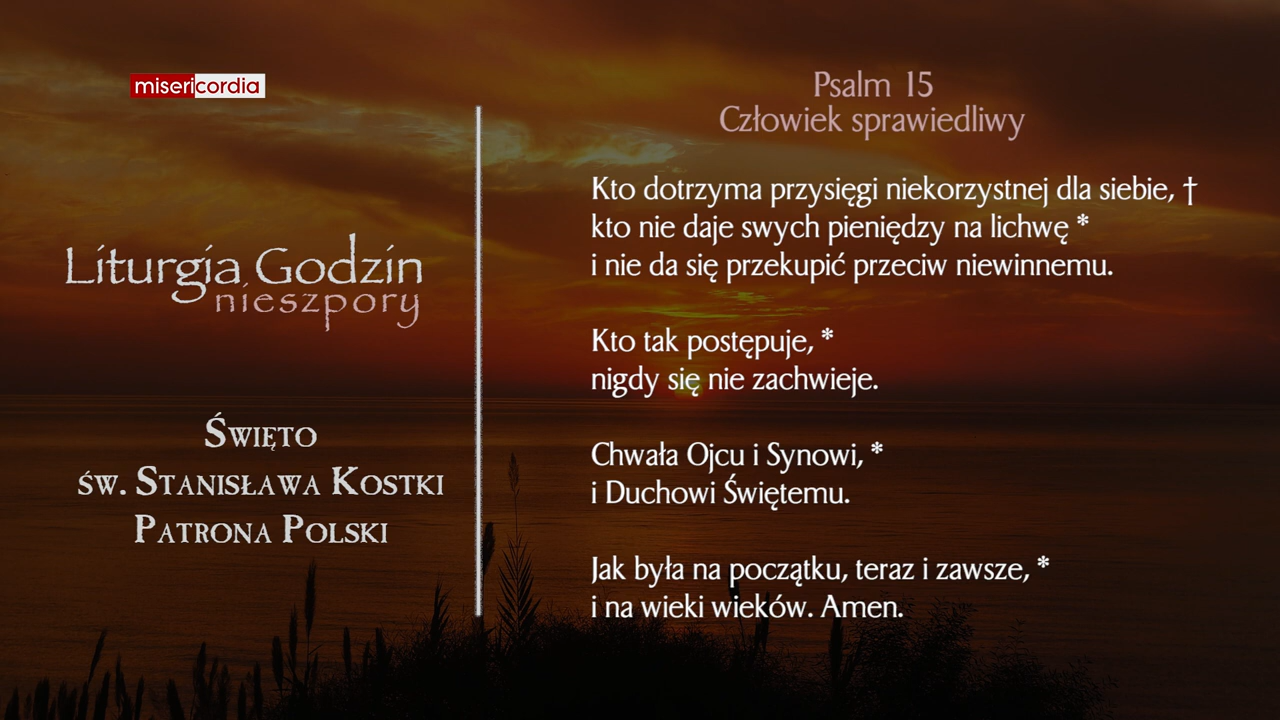 misericordia
Liturgia Godzin
nieszpory
Święto
św. Stanisława Kostki
Patrona Polski
Psalm 15
Człowiek sprawiedliwy
Kto dotrzyma przysięgi niekorzystnej dla siebie, †
kto nie daje swych pieniędzy na lichwę *
i nie da się przekupić przeciw niewinnemu.
Kto tak postępuje, *
nigdy się nie zachwieje.
Chwała Ojcu i Synowi, *
i Duchowi Świętemu.
Jak była na początku, teraz i zawsze, *
i na wieki wieków. Amen.